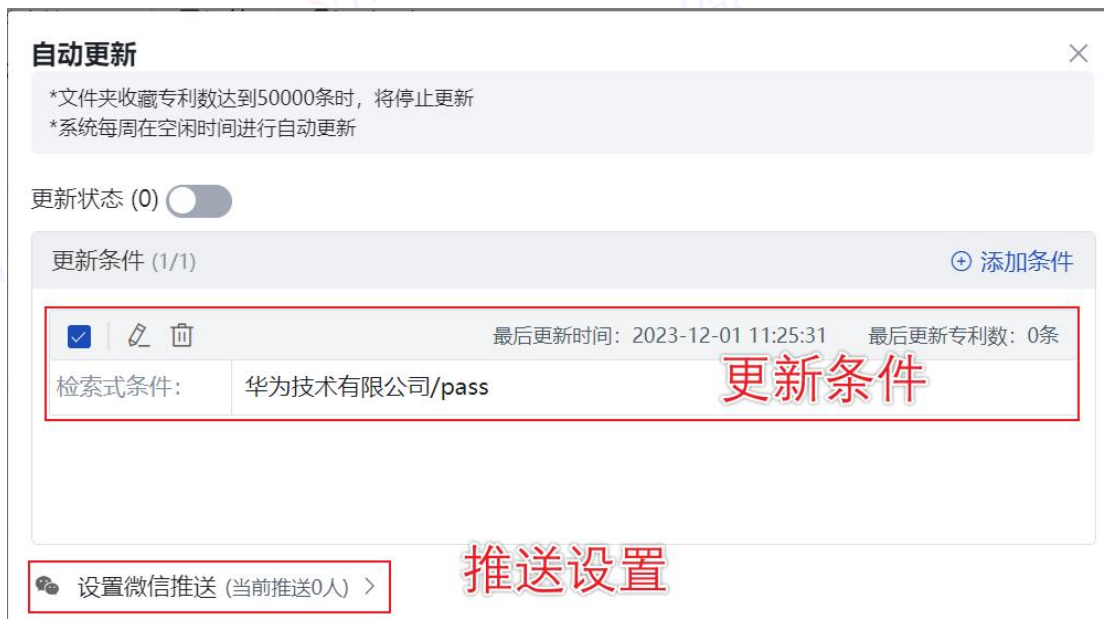 自动更新
*文件夹收藏专利数达到50000条时，将停止更新
*系统每周在空闲时间进行自动更新
更新状态 (0)
更新条件 (1/1) 添加条件
最后更新时间：2023-12-01 11:25:31 最后更新专利数：0条
检索式条件： 华为技术有限公司/pass
更新条件
推送设置
设置微信推送 (当前推送0人) >